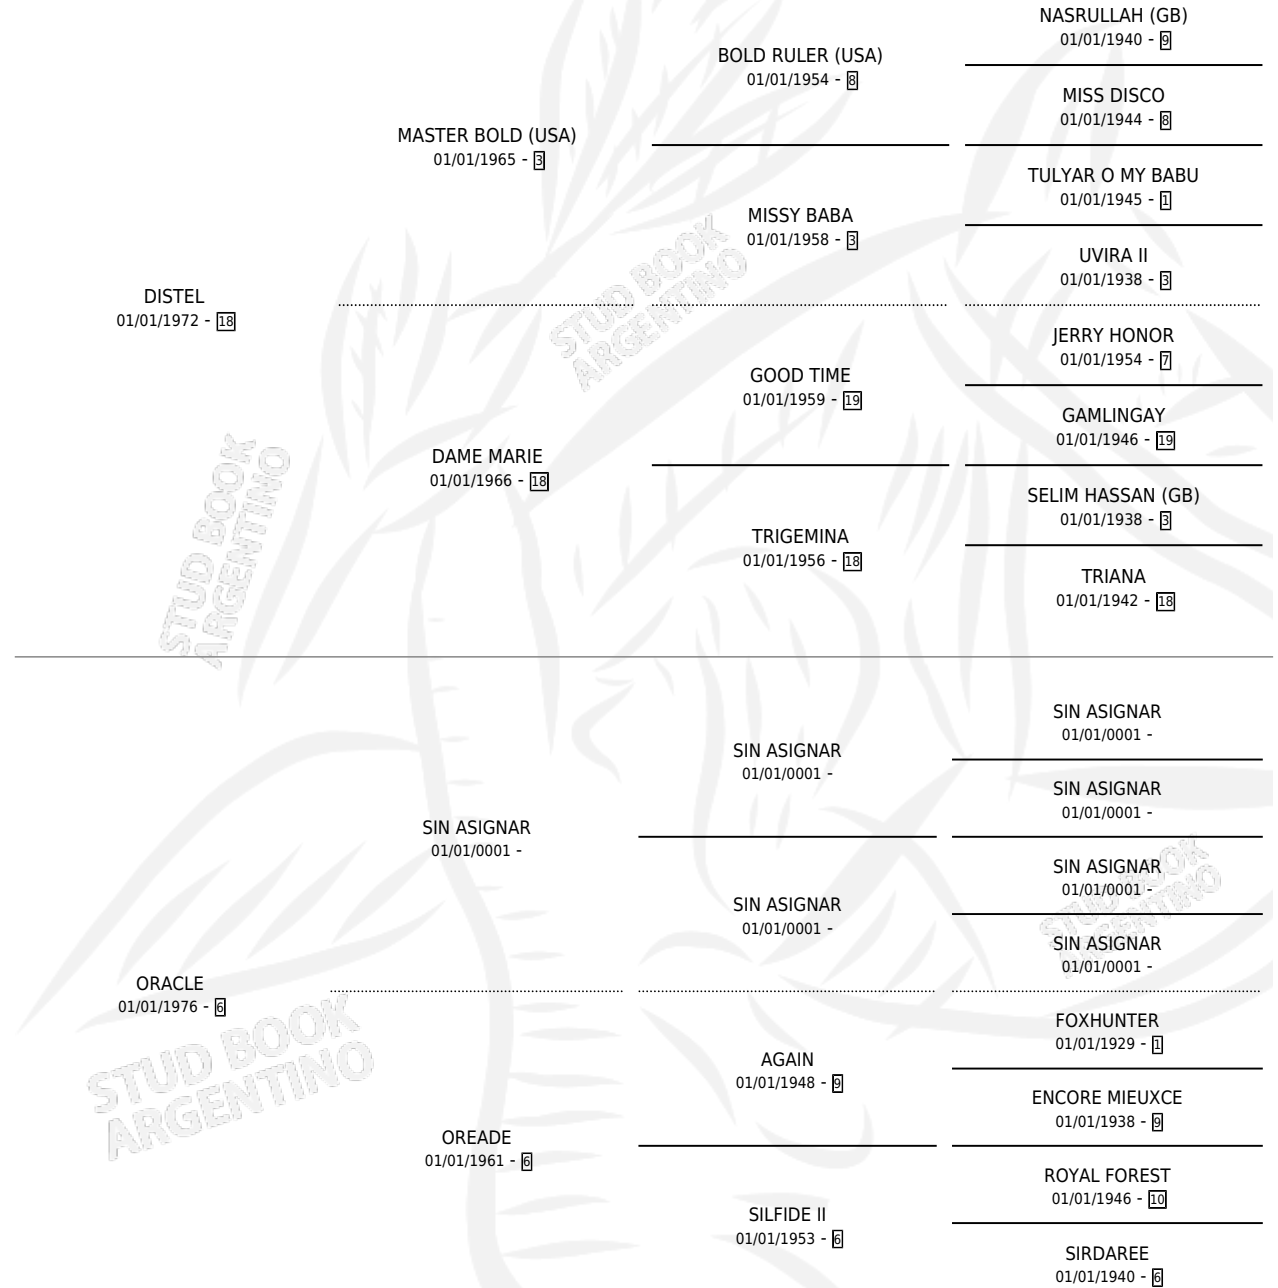 NASRULLAH (GB)
01/01/1940 - 9
BOLD RULER (USA)
01/01/1954 - 8
MISS DISCO
01/01/1944 - 8
MASTER BOLD (USA)
01/01/1965 - 3
TULYAR O MY BABU
01/01/1945 - 1
MISSY BABA
01/01/1958 - 3
UVIRA II
01/01/1938 - 3
DISTEL
01/01/1972 - 18
STUD BOOK
ARGENTINO
JERRY HONOR
01/01/1954 - 7
GOOD TIME
01/01/1959 - 19
GAMLINGAY
01/01/1946 - 19
DAME MARIE
01/01/1966 - 18
SELIM HASSAN (GB)
01/01/1938 - 3
TRIGEMINA
01/01/1956 - 18
TRIANA
01/01/1942 - 18
STUD BOOK
ARGENTINO
SIN ASIGNAR
01/01/0001 -
SIN ASIGNAR
01/01/0001 -
SIN ASIGNAR
01/01/0001 -
SIN ASIGNAR
01/01/0001 -
SIN ASIGNAR
01/01/0001 -
SIN ASIGNAR
01/01/0001 -
SIN ASIGNAR
01/01/0001 -
STUD BOOK
ARGENTINO
ORACLE
01/01/1976 - 6
STUD BOOK
ARGENTINO
FOXHUNTER
01/01/1929 - 1
AGAIN
01/01/1948 - 9
ENCORE MIEUXCE
01/01/1938 - 9
OREADE
01/01/1961 - 6
ROYAL FOREST
01/01/1946 - 10
SILFIDE II
01/01/1953 - 6
SIRDAREE
01/01/1940 - 6